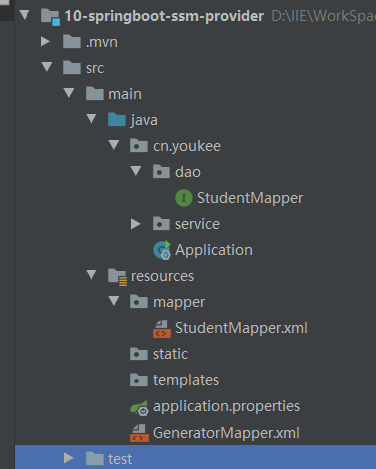 10-springboot-ssm-provider D:\IIE\WorkSpac
.mvn
src
main
java
cn.youkee
dao
StudentMapper
service
Application
resources
mapper
StudentMapper.xml
static
templates
application.properties
GeneratorMapper.xml
test